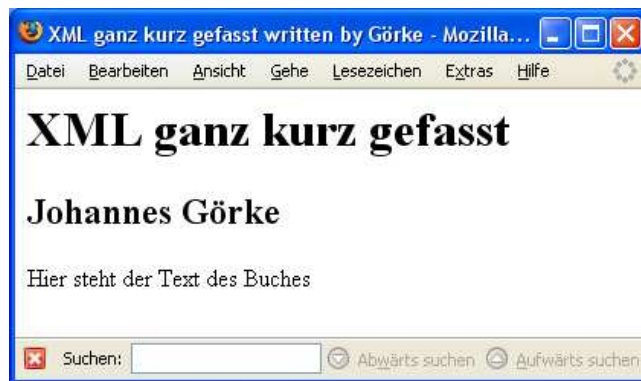 XML ganz kurz gefasst written by Görke - Mozilla...
Datei Bearbeiten Ansicht Gehe Lesezeichen Extras Hilfe
XML ganz kurz gefasst
Johannes Görke
Hier steht der Text des Buches
Suchen: Abwärts suchen Aufwärts suchen